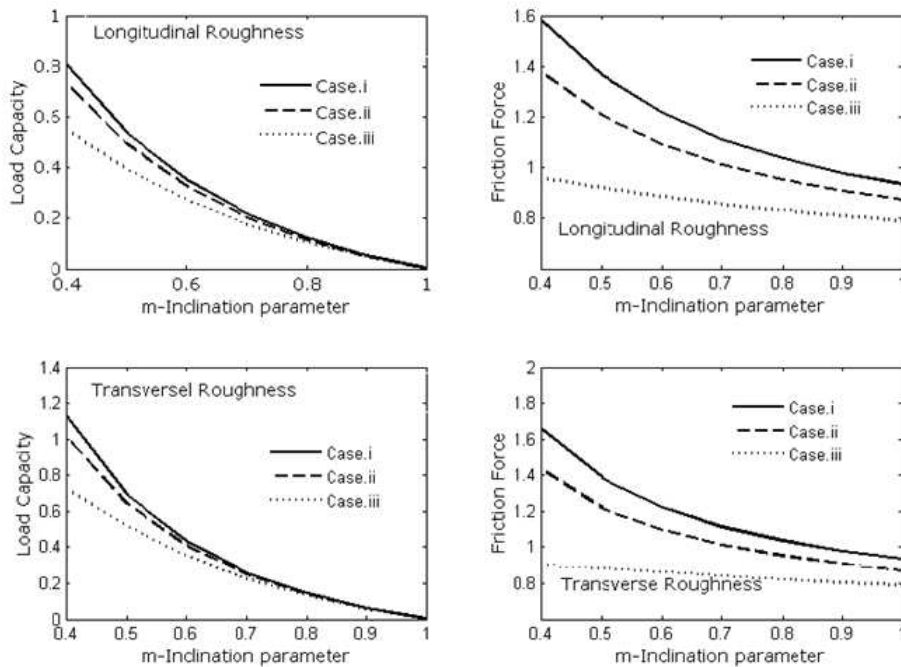 1
Longitudinal Roughness
0.8
Case.i
0.6
Case.ii
Case.iii
0.4
0.2
0
Load Capacity
0.4 0.6 0.8 1
m-Inclination parameter
1.6
1.4
Case.i
Case.ii
1.2
Case.iii
1
0.8
Longitudinal Roughness
Friction Force
0.4 0.5 0.6 0.7 0.8 0.9 1
m-Inclination parameter
1.4
Transversel Roughness
1.2
1
Case.i
0.8
Case.ii
Case.iii
0.6
0.4
0.2
0
Load Capacity
0.4 0.5 0.6 0.7 0.8 0.9 1
m-Inclination parameter
2
1.8
Case.i
1.6
Case.ii
Case.iii
1.4
1.2
1
0.8
Transverse Roughness
Friction Force
0.4 0.5 0.6 0.7 0.8 0.9 1
m-Inclination parameter